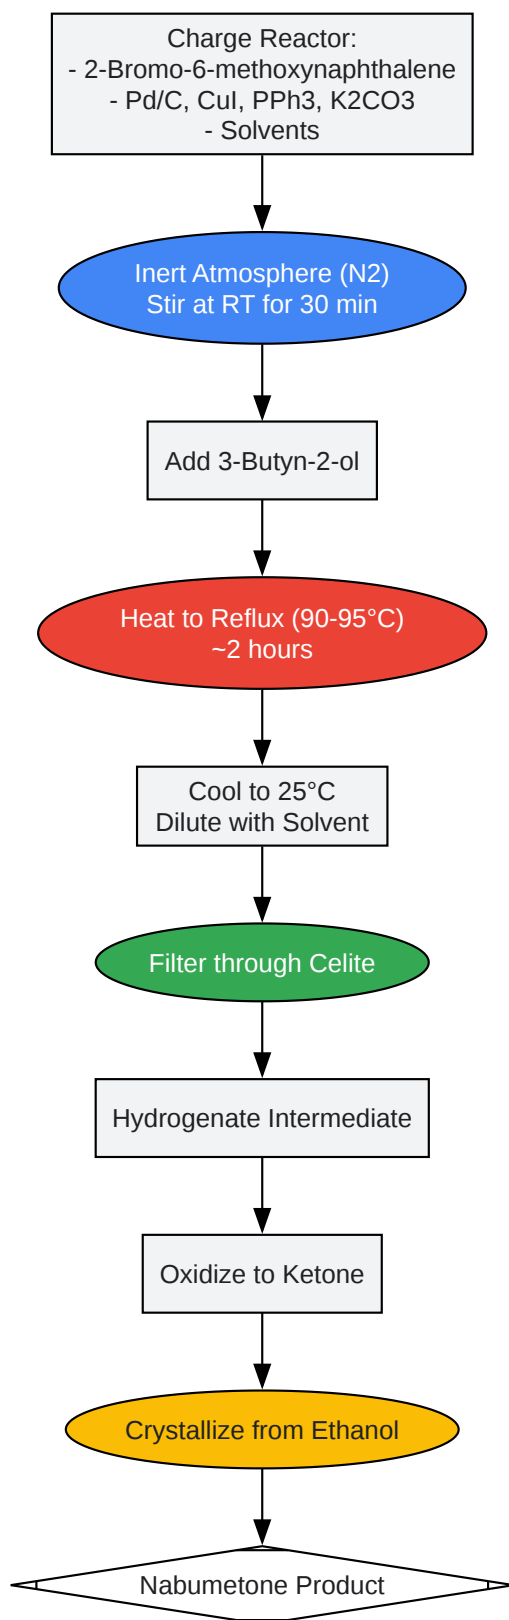 Charge Reactor:
- 2-Bromo-6-methoxynaphthalene
- Pd/C, CuI, PPh3, K2CO3
- Solvents
Inert Atmosphere (N2)
Stir at RT for 30 min
Add 3-Butyn-2-ol
Heat to Reflux (90-95°C)
~2 hours
Cool to 25°C
Dilute with Solvent
Filter through Celite
Hydrogenate Intermediate
Oxidize to Ketone
Crystallize from Ethanol
Nabumetone Product